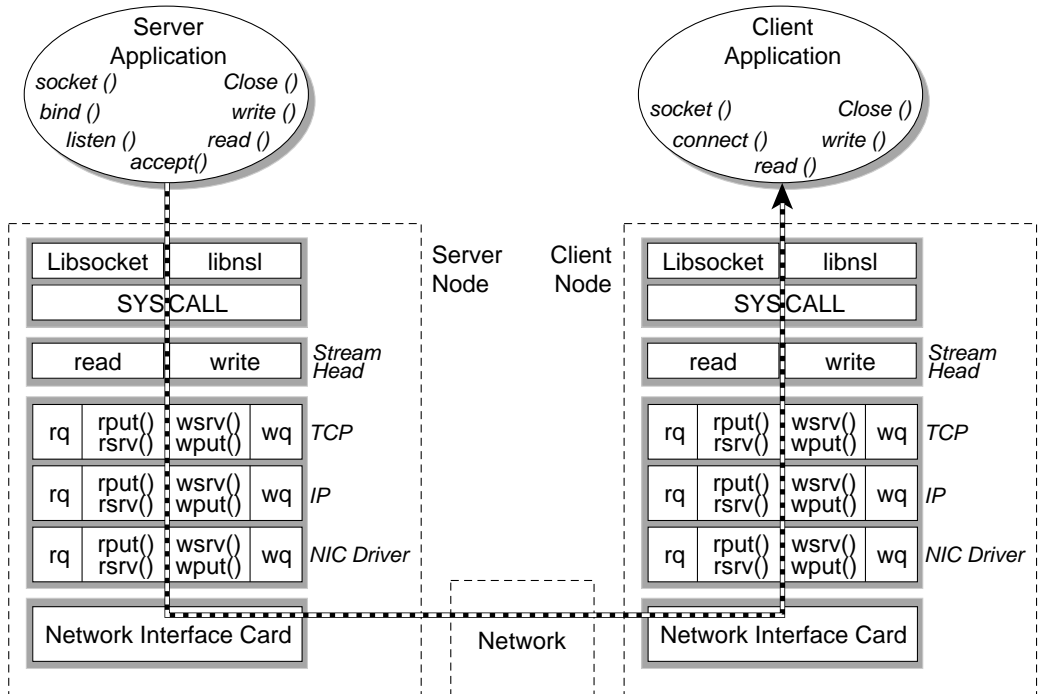 Server
Application
socket ()
Close ()
bind ()
write ()
listen ()
read ()
accept()
Client
Application
socket ()
Close ()
connect ()
write ()
read ()
Server
Node
Client
Node
Libsocket
libnsl
SYS CALL
read
write
Stream
Head
rq
rput()
rsrv()
wsrv()
wput()
wq
TCP
rq
rput()
rsrv()
wsrv()
wput()
wq
IP
rq
rput()
rsrv()
wsrv()
wput()
wq
NIC Driver
Network Interface Card
Network
Libsocket
libnsl
SYS CALL
read
write
Stream
Head
rq
rput()
rsrv()
wsrv()
wput()
wq
TCP
rq
rput()
rsrv()
wsrv()
wput()
wq
IP
rq
rput()
rsrv()
wsrv()
wput()
wq
NIC Driver
Network Interface Card